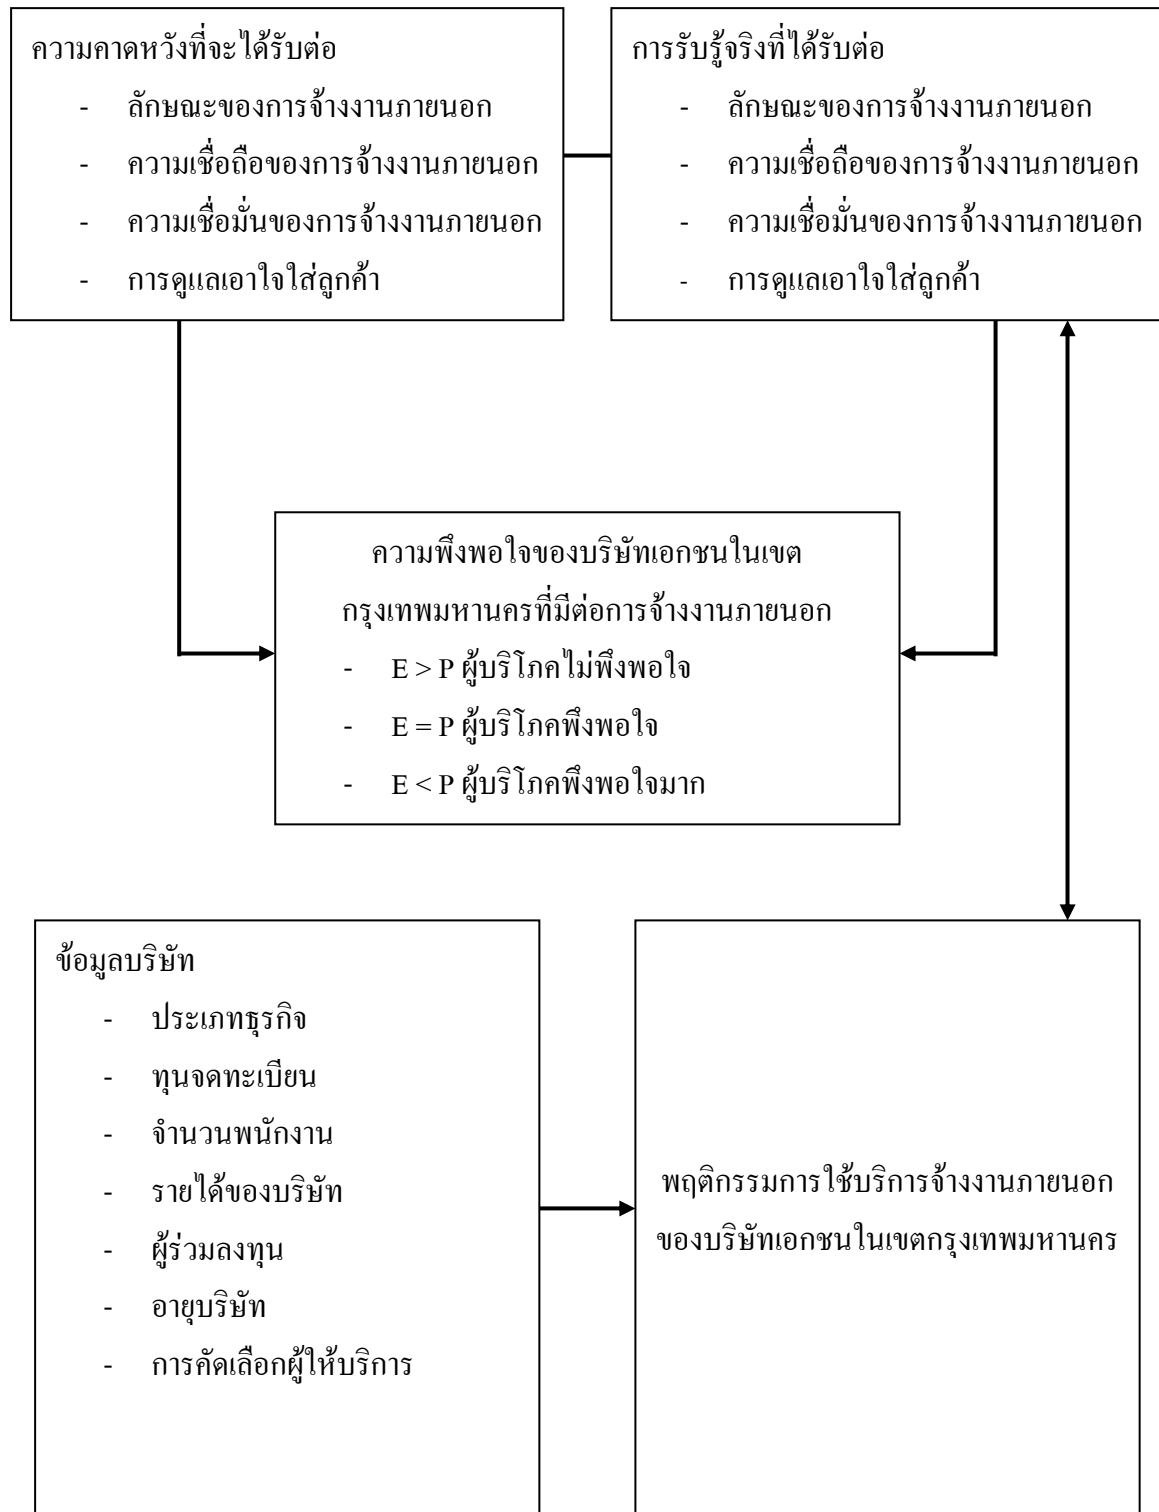 ความคาดหวังที่จะได้รับต่อ
- ลักษณะของการจ้างงานภายนอก
- ความเชื่อถือของการจ้างงานภายนอก
- ความเชื่อมั่นของการจ้างงานภายนอก
- การดูแลเอาใจใส่ลูกค้า
การรับรู้จริงที่ได้รับต่อ
- ลักษณะของการจ้างงานภายนอก
- ความเชื่อถือของการจ้างงานภายนอก
- ความเชื่อมั่นของการจ้างงานภายนอก
- การดูแลเอาใจใส่ลูกค้า
ความพึงพอใจของบริษัทเอกชนในเขต
กรุงเทพมหานครที่มีต่อการจ้างงานภายนอก
- E > P ผู้บริโภคไม่พึงพอใจ
- E = P ผู้บริโภคพึงพอใจ
- E < P ผู้บริโภคพึงพอใจมาก
ข้อมูลบริษัท
- ประเภทธุรกิจ
- ทุนจดทะเบียน
- จำนวนพนักงาน
- รายได้ของบริษัท
- ผู้ร่วมลงทุน
- อายุบริษัท
- การคัดเลือกผู้ให้บริการ
พฤติกรรมการใช้บริการจ้างงานภายนอก
ของบริษัทเอกชนในเขตกรุงเทพมหานคร